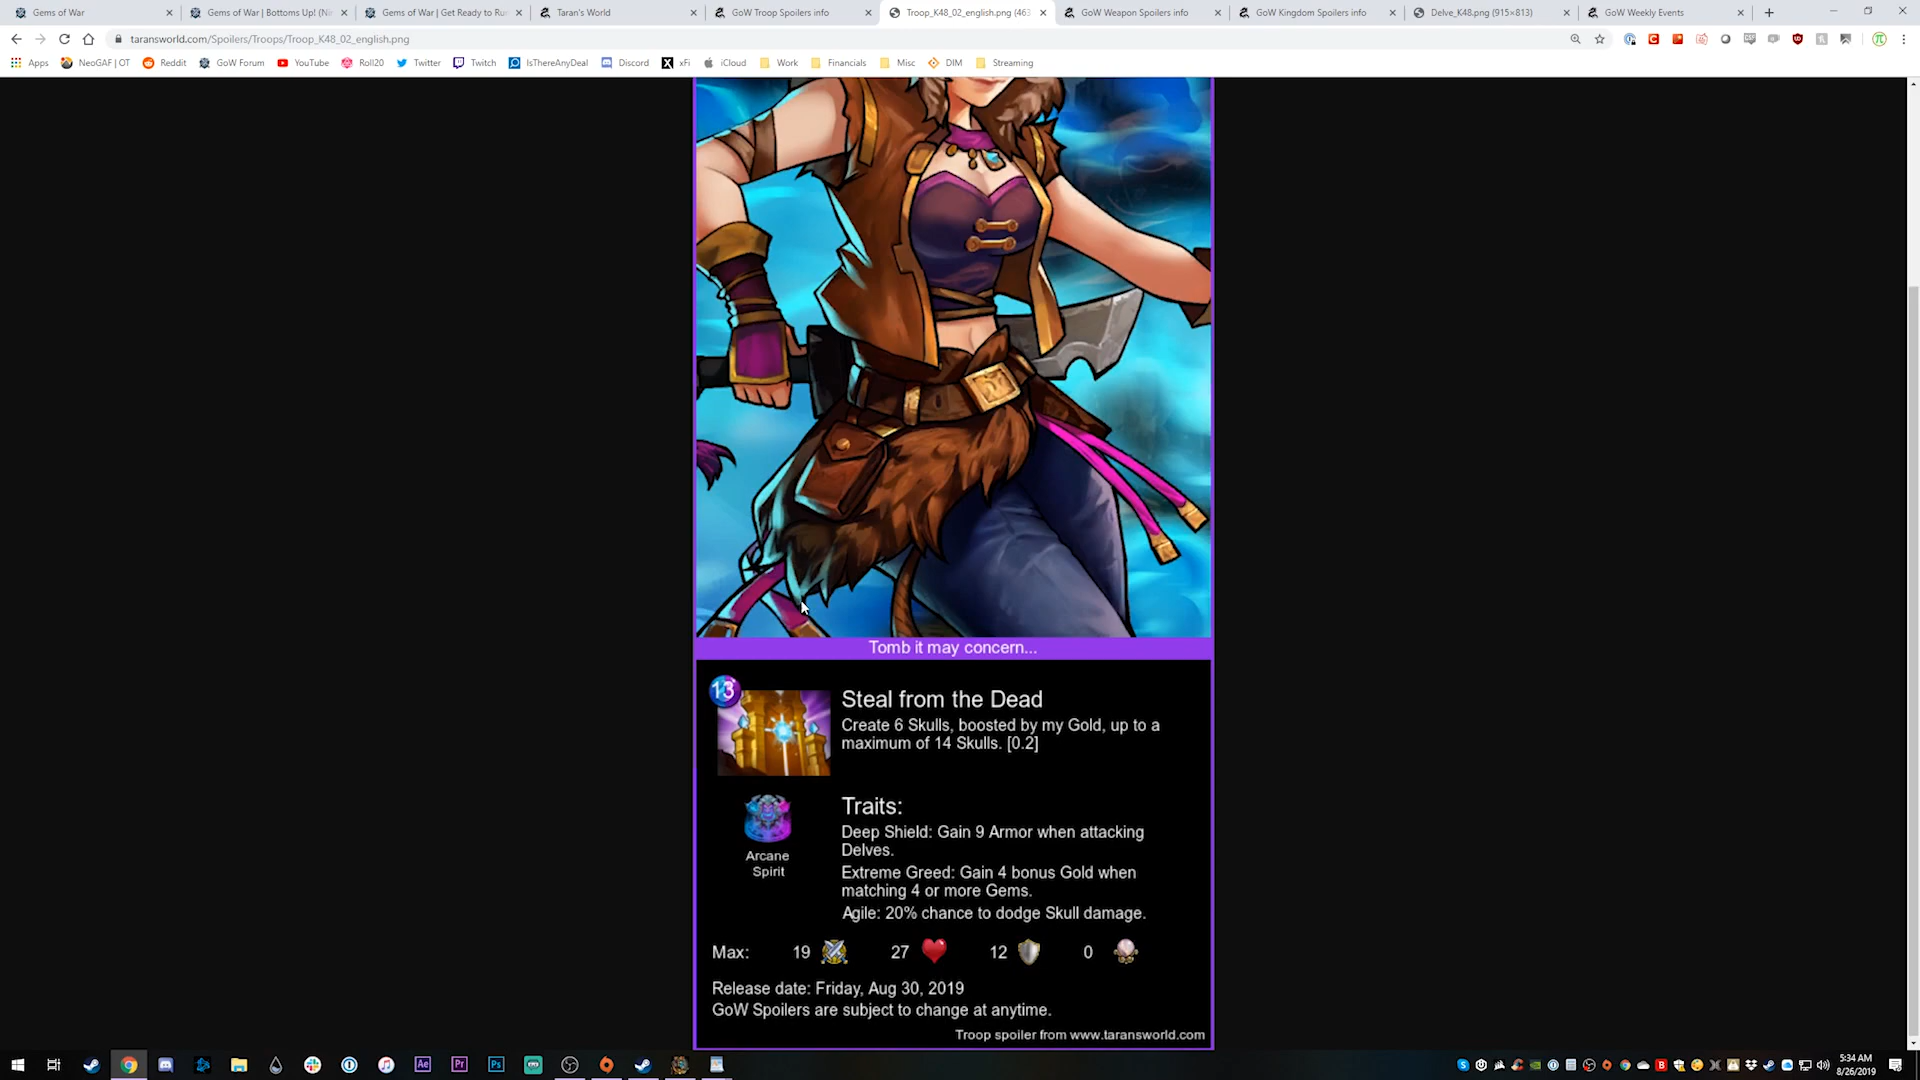 Gems of War
Gems of War | Bottoms Up! (Ne
Gems of War | Get Ready to Ru
Taran's World
GoW Troop Spoilers info
Troop_K48_02_english.png (463
GoW Weapon Spoilers info
GoW Kingdom Spoilers info
Delve_K48.png (915×813)
GoW Weekly Events
taransworld.com/Spoilers/Troops/Troop_K48_02_english.png
Apps
NeoGAF | OT
Reddit
GoW Forum
YouTube
Roll20
Twitter
Twitch
IsThereAnyDeal
Discord
xFi
iCloud
Work
Financials
Misc
DIM
Streaming
Tomb it may concern...
13
Steal from the Dead
Create 6 Skulls, boosted by my Gold, up to a
maximum of 14 Skulls. [0.2]
Arcane
Spirit
Traits:
Deep Shield: Gain 9 Armor when attacking
Delves.
Extreme Greed: Gain 4 bonus Gold when
matching 4 or more Gems.
Agile: 20% chance to dodge Skull damage.
Max: 19 27 12 0
Release date: Friday, Aug 30, 2019
GoW Spoilers are subject to change at anytime.
Troop spoiler from www.taransworld.com
Ae
Pr
Ps
5:34 AM
8/26/2019